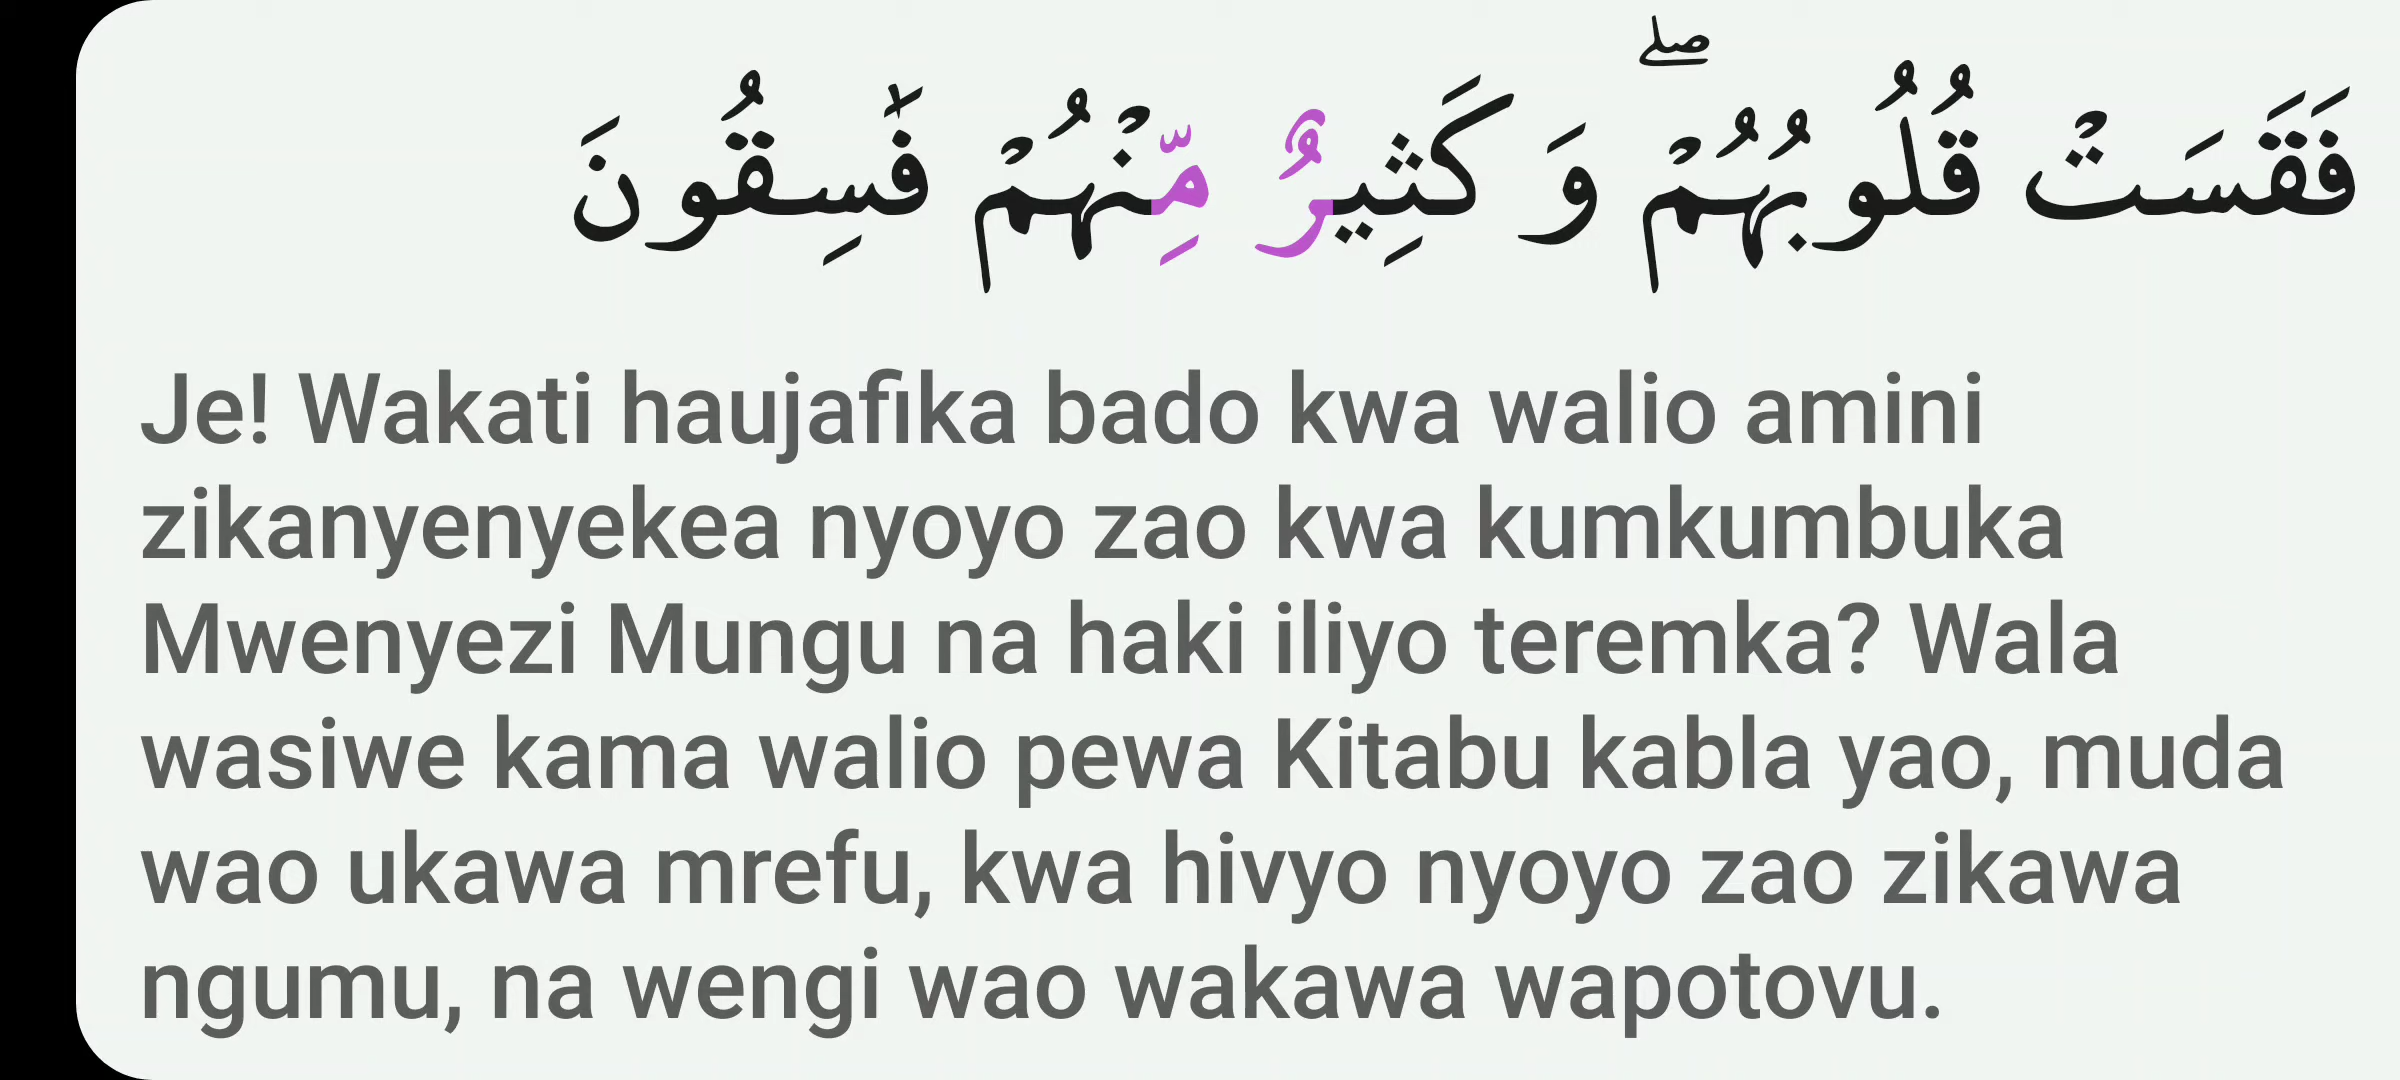 فَقَسَتْ قُلُوبُهُمْ ۖ وَ كَثِيرٌ مِّنْهُمْ فَٰسِقُونَ
Je! Wakati haujafika bado kwa walio amini
zikanyenyekea nyoyo zao kwa kumkumbuka
Mwenyezi Mungu na haki iliyo teremka? Wala
wasiwe kama walio pewa Kitabu kabla yao, muda
wao ukawa mrefu, kwa hivyo nyoyo zao zikawa
ngumu, na wengi wao wakawa wapotovu.